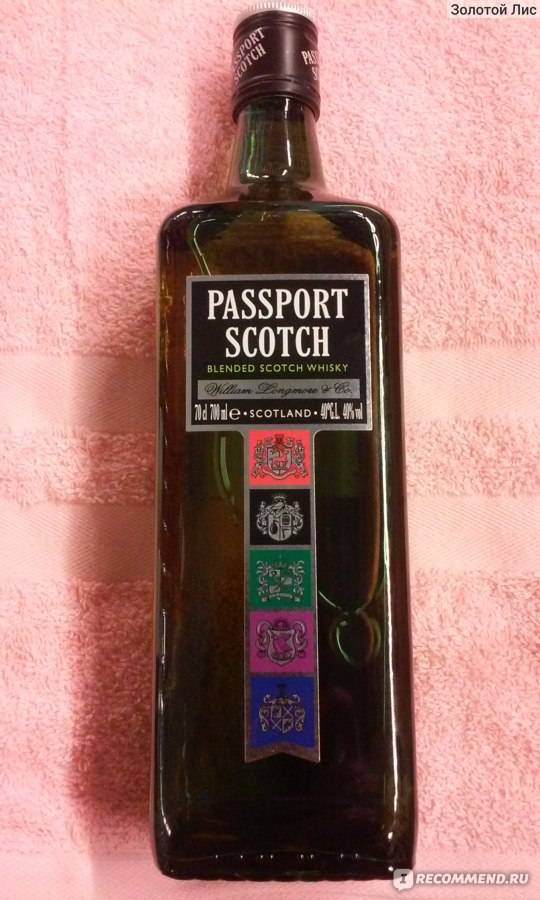 Золотой Лис
PASSPORT
SCOTCH
PASSPORT
SCOTCH
BLENDED SCOTCH WHISKY
William Longmore & Co.
70 cl 700 ml e • SCOTLAND • 40°G.L. 40% vol
IRECOMMEND.RU